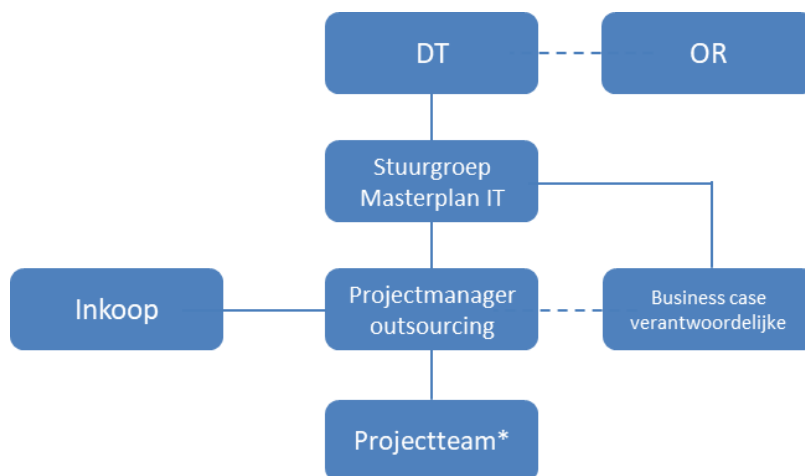 DT
OR
Stuurgroep
Masterplan IT
Inkoop
Projectmanager
outsourcing
Business case
verantwoordelijke
Projectteam*